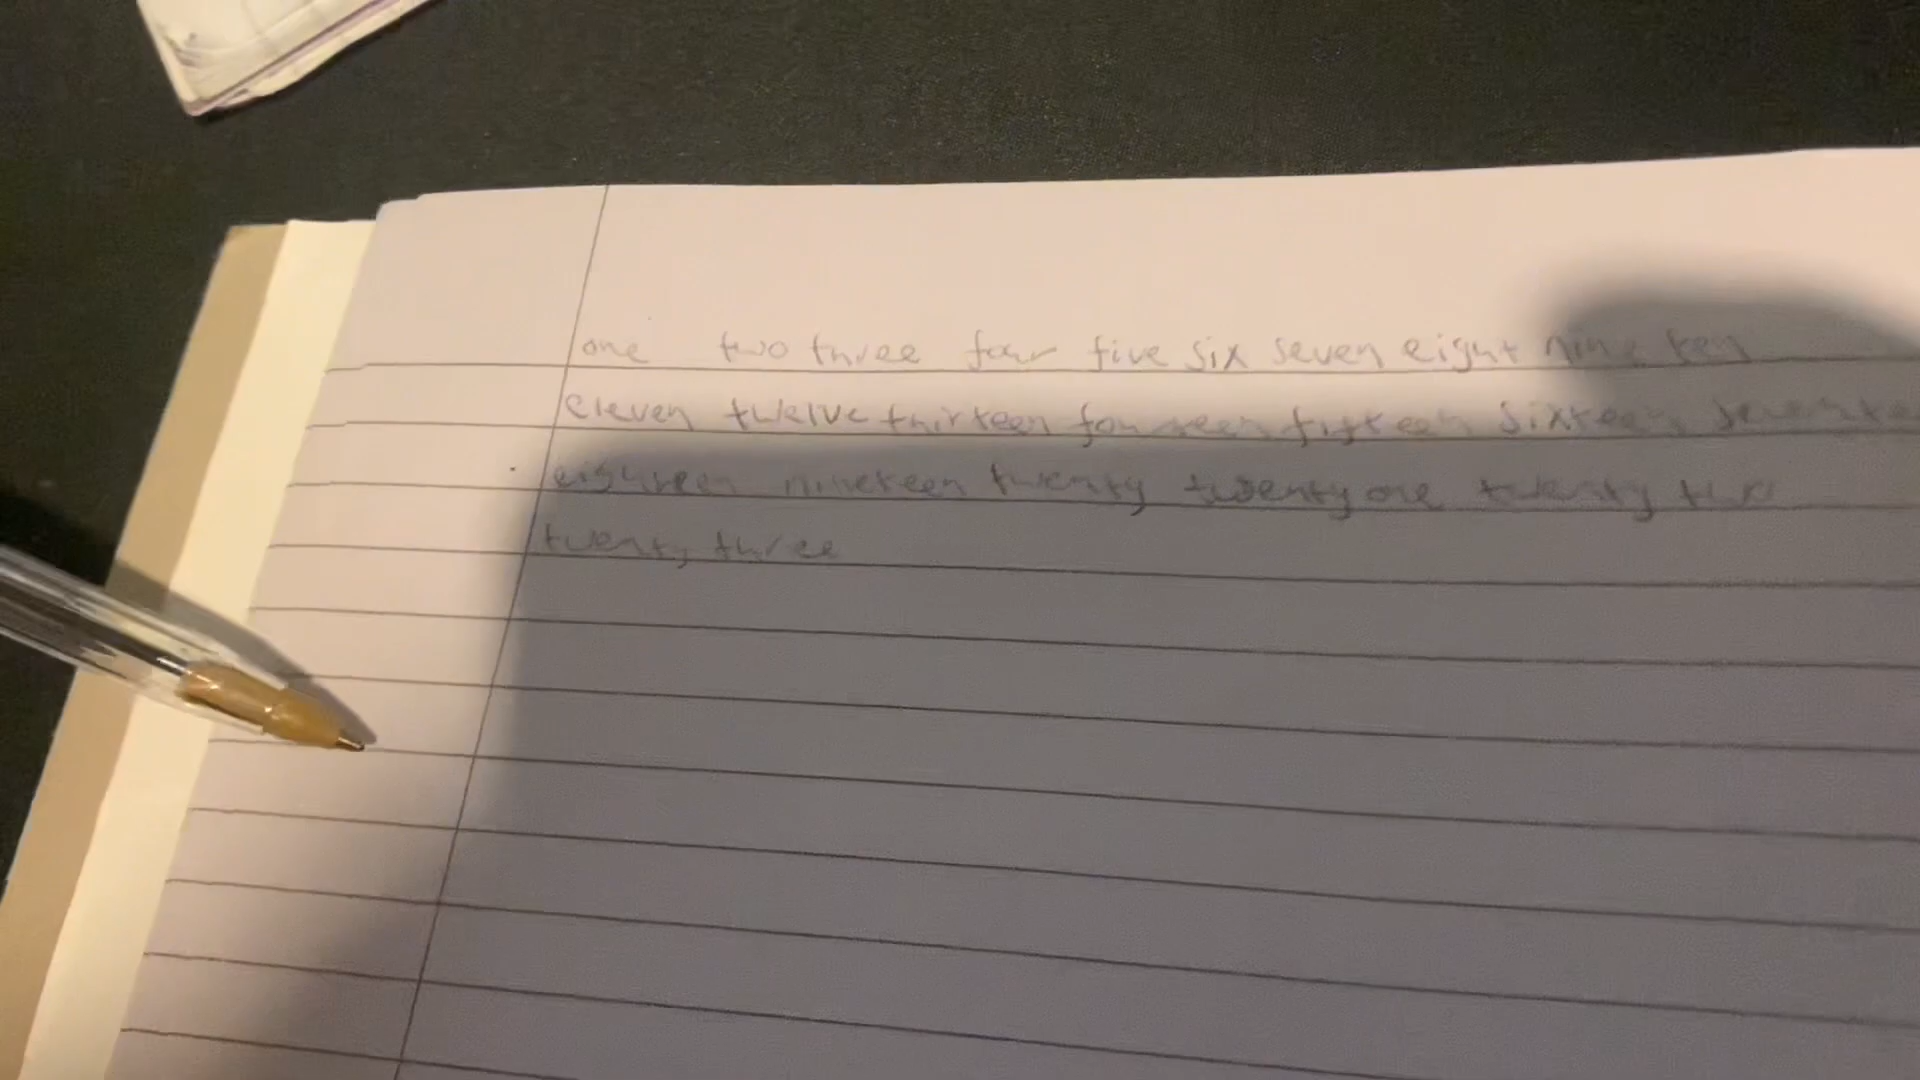 one two three four five six seven eight nine ten
eleven twelve thirteen fourteen fifteen sixteen
eighteen nineteen twenty twenty one twenty two
twenty three